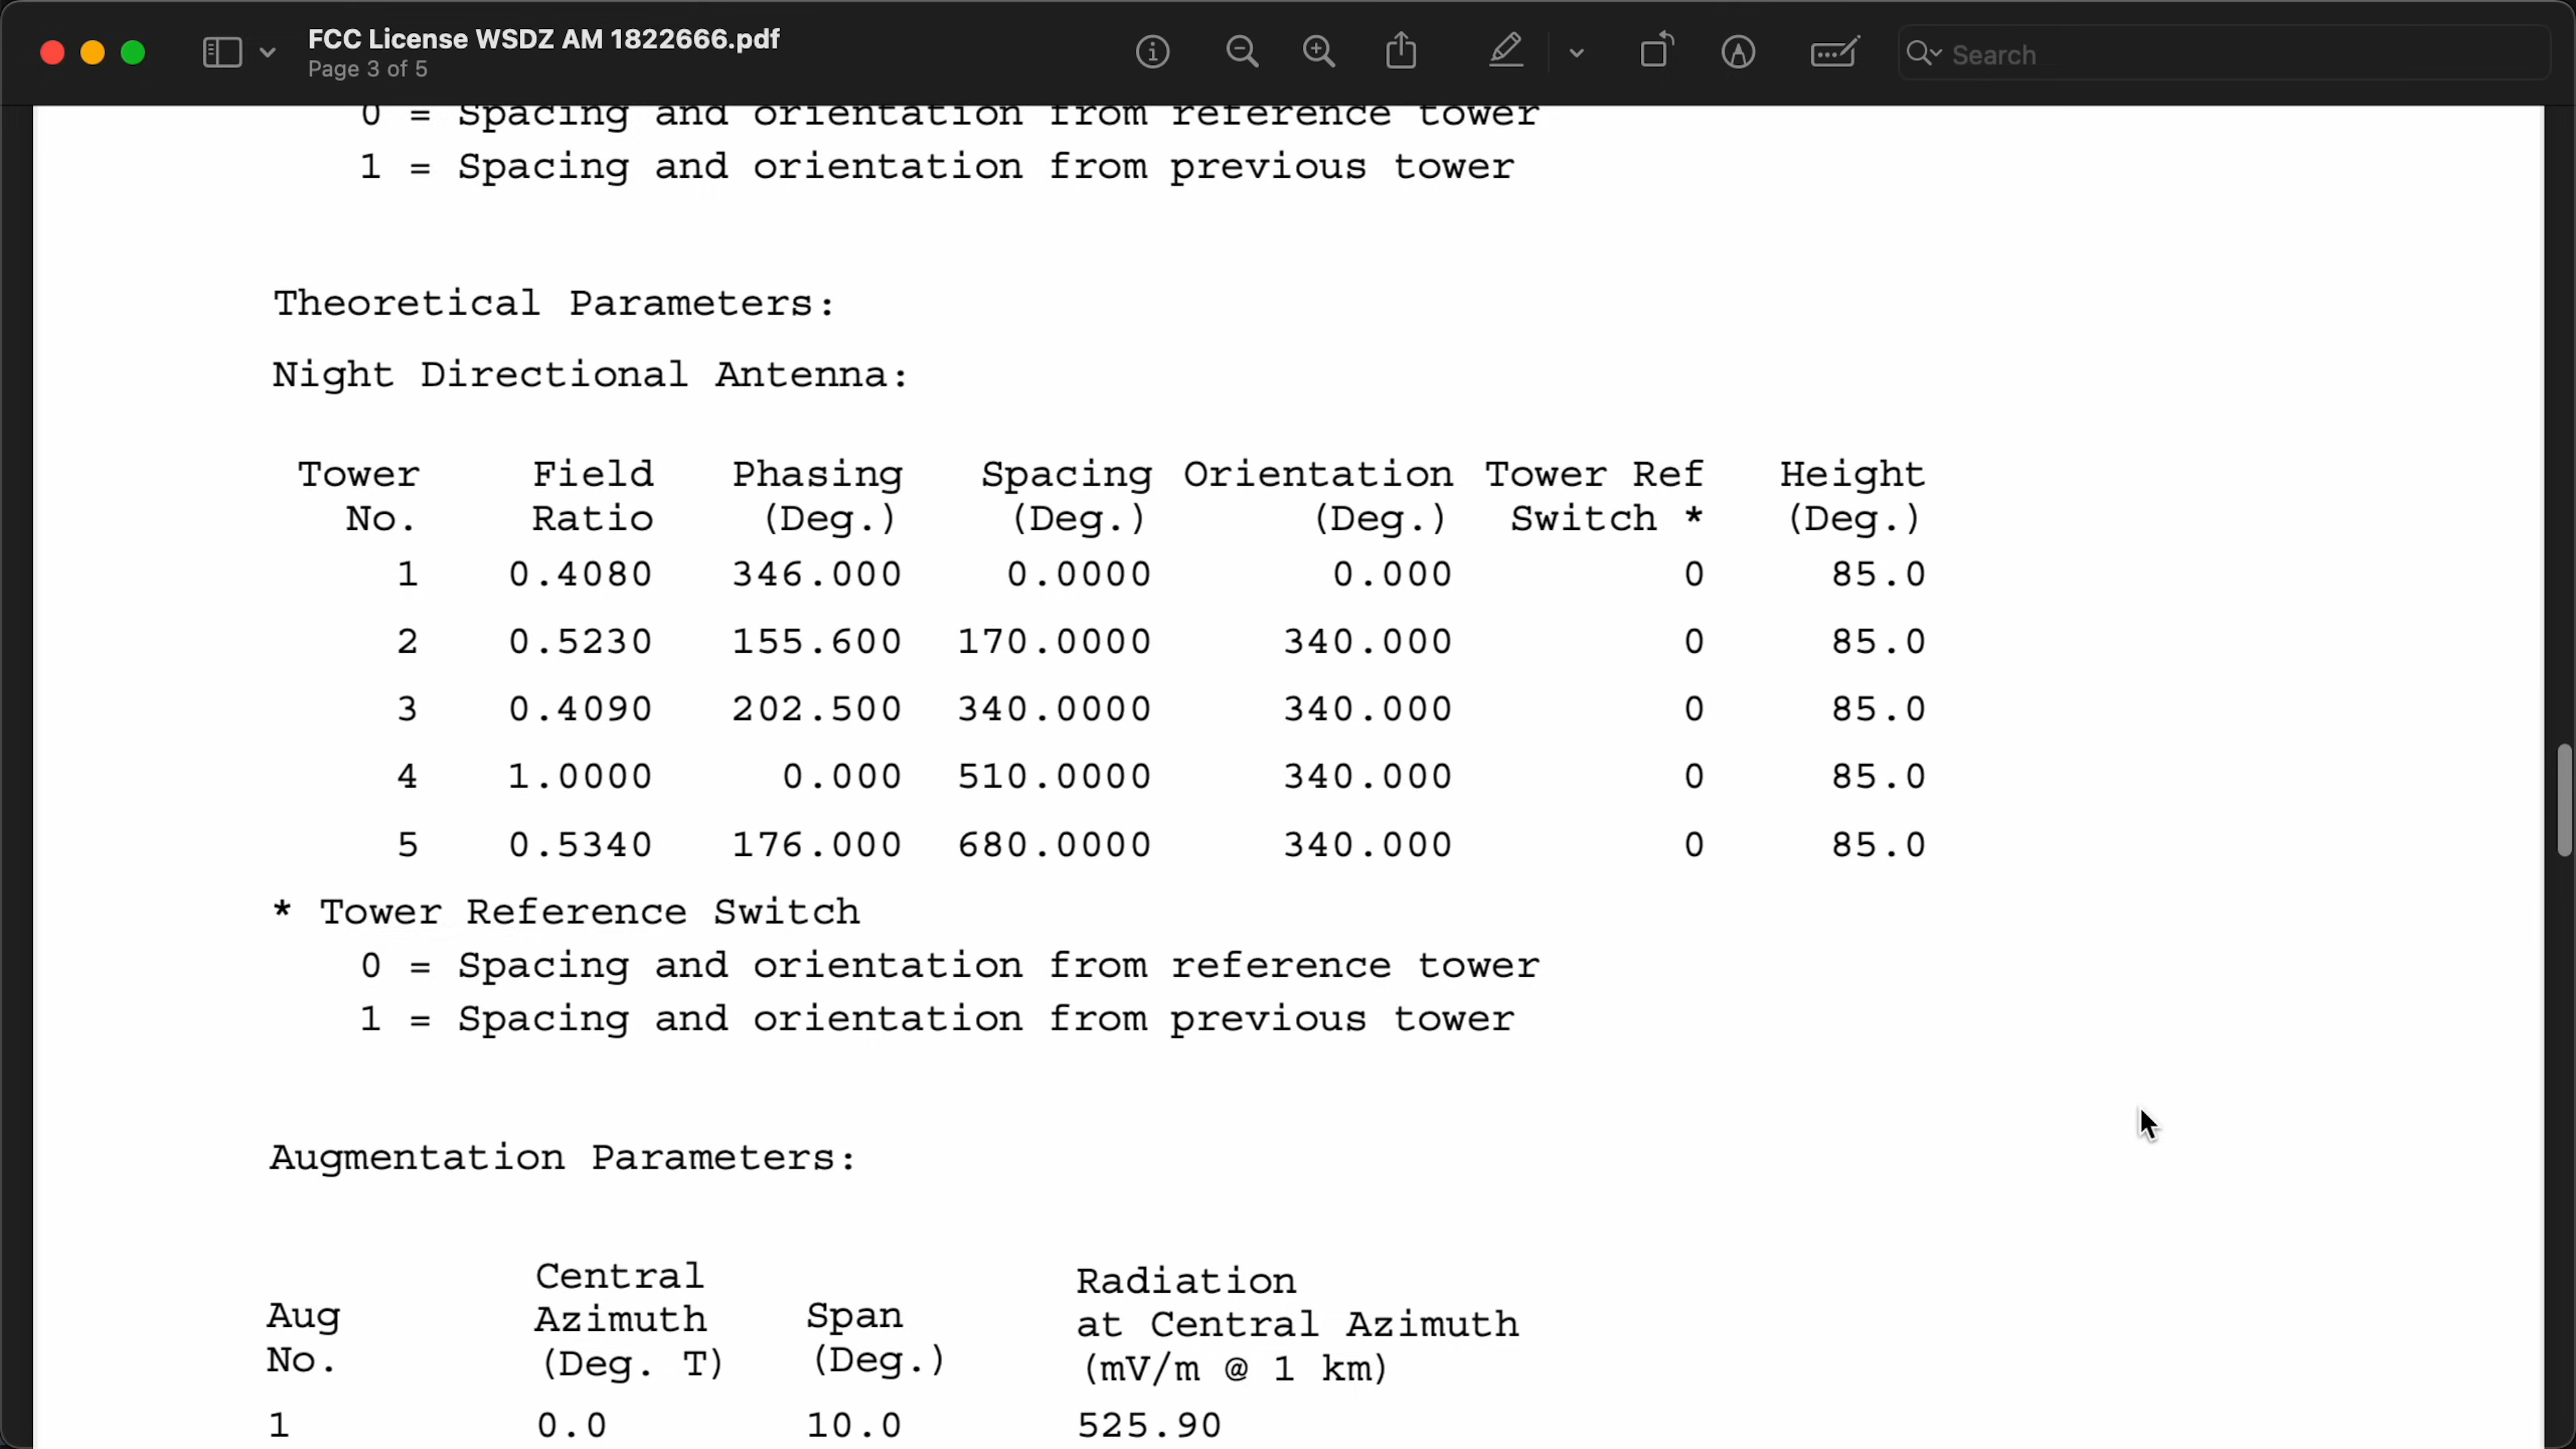 FCC License WSDZ AM 1822666.pdf
Page 3 of 5
Search
0 = Spacing and orientation from reference tower
1 = Spacing and orientation from previous tower
Theoretical Parameters:
Night Directional Antenna:
Tower Field Phasing Spacing Orientation Tower Ref Height
No. Ratio (Deg.) (Deg.) (Deg.) Switch * (Deg.)
1 0.4080 346.000 0.0000 0.000 0 85.0
2 0.5230 155.600 170.0000 340.000 0 85.0
3 0.4090 202.500 340.0000 340.000 0 85.0
4 1.0000 0.000 510.0000 340.000 0 85.0
5 0.5340 176.000 680.0000 340.000 0 85.0
* Tower Reference Switch
0 = Spacing and orientation from reference tower
1 = Spacing and orientation from previous tower
Augmentation Parameters:
Central Radiation
Aug Azimuth Span at Central Azimuth
No. (Deg. T) (Deg.) (mV/m @ 1 km)
1 0.0 10.0 525.90